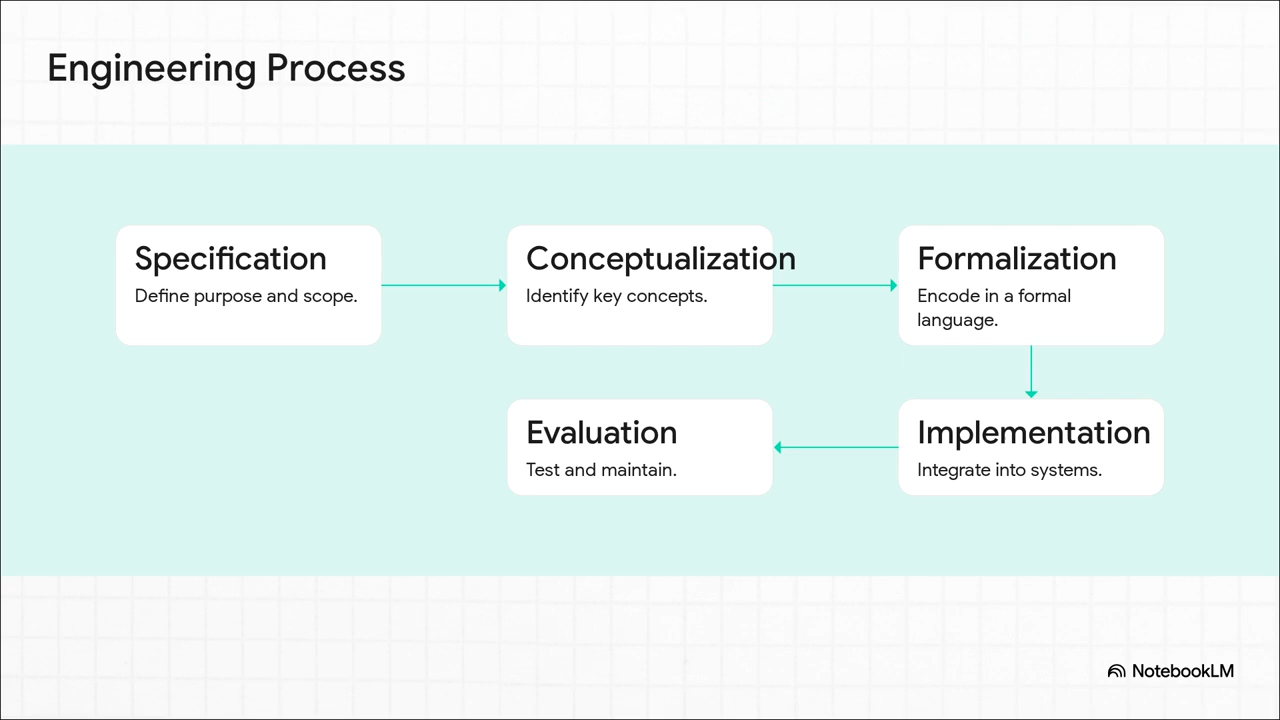 Engineering Process
Specification
Define purpose and scope.
Conceptualization
Identify key concepts.
Formalization
Encode in a formal
language.
Implementation
Integrate into systems.
Evaluation
Test and maintain.
NotebookLM